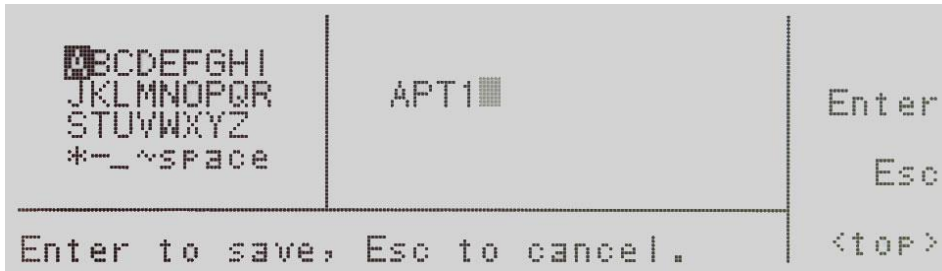 ABCDEFGHI
JKLMNOPQR
STUVWXYZ
*-_~space
APT1
Enter to save, Esc to cancel.
Enter
Esc
<top>